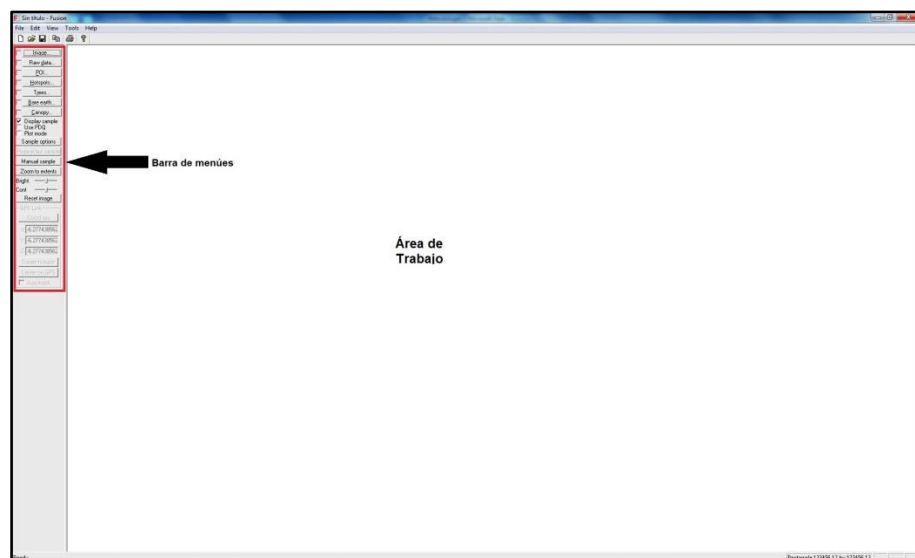 Sin título - Fusion
File Edit View Tools Help
Image...
Raw data...
POI...
Hotspots...
Trees...
Bare earth...
Canopy...
Display sample
Use PDQ
Plot mode
Sample options
Manual sample
Zoom to extents
Bright
Cont
Reset image
Barra de menúes
Área de
Trabajo
Ready